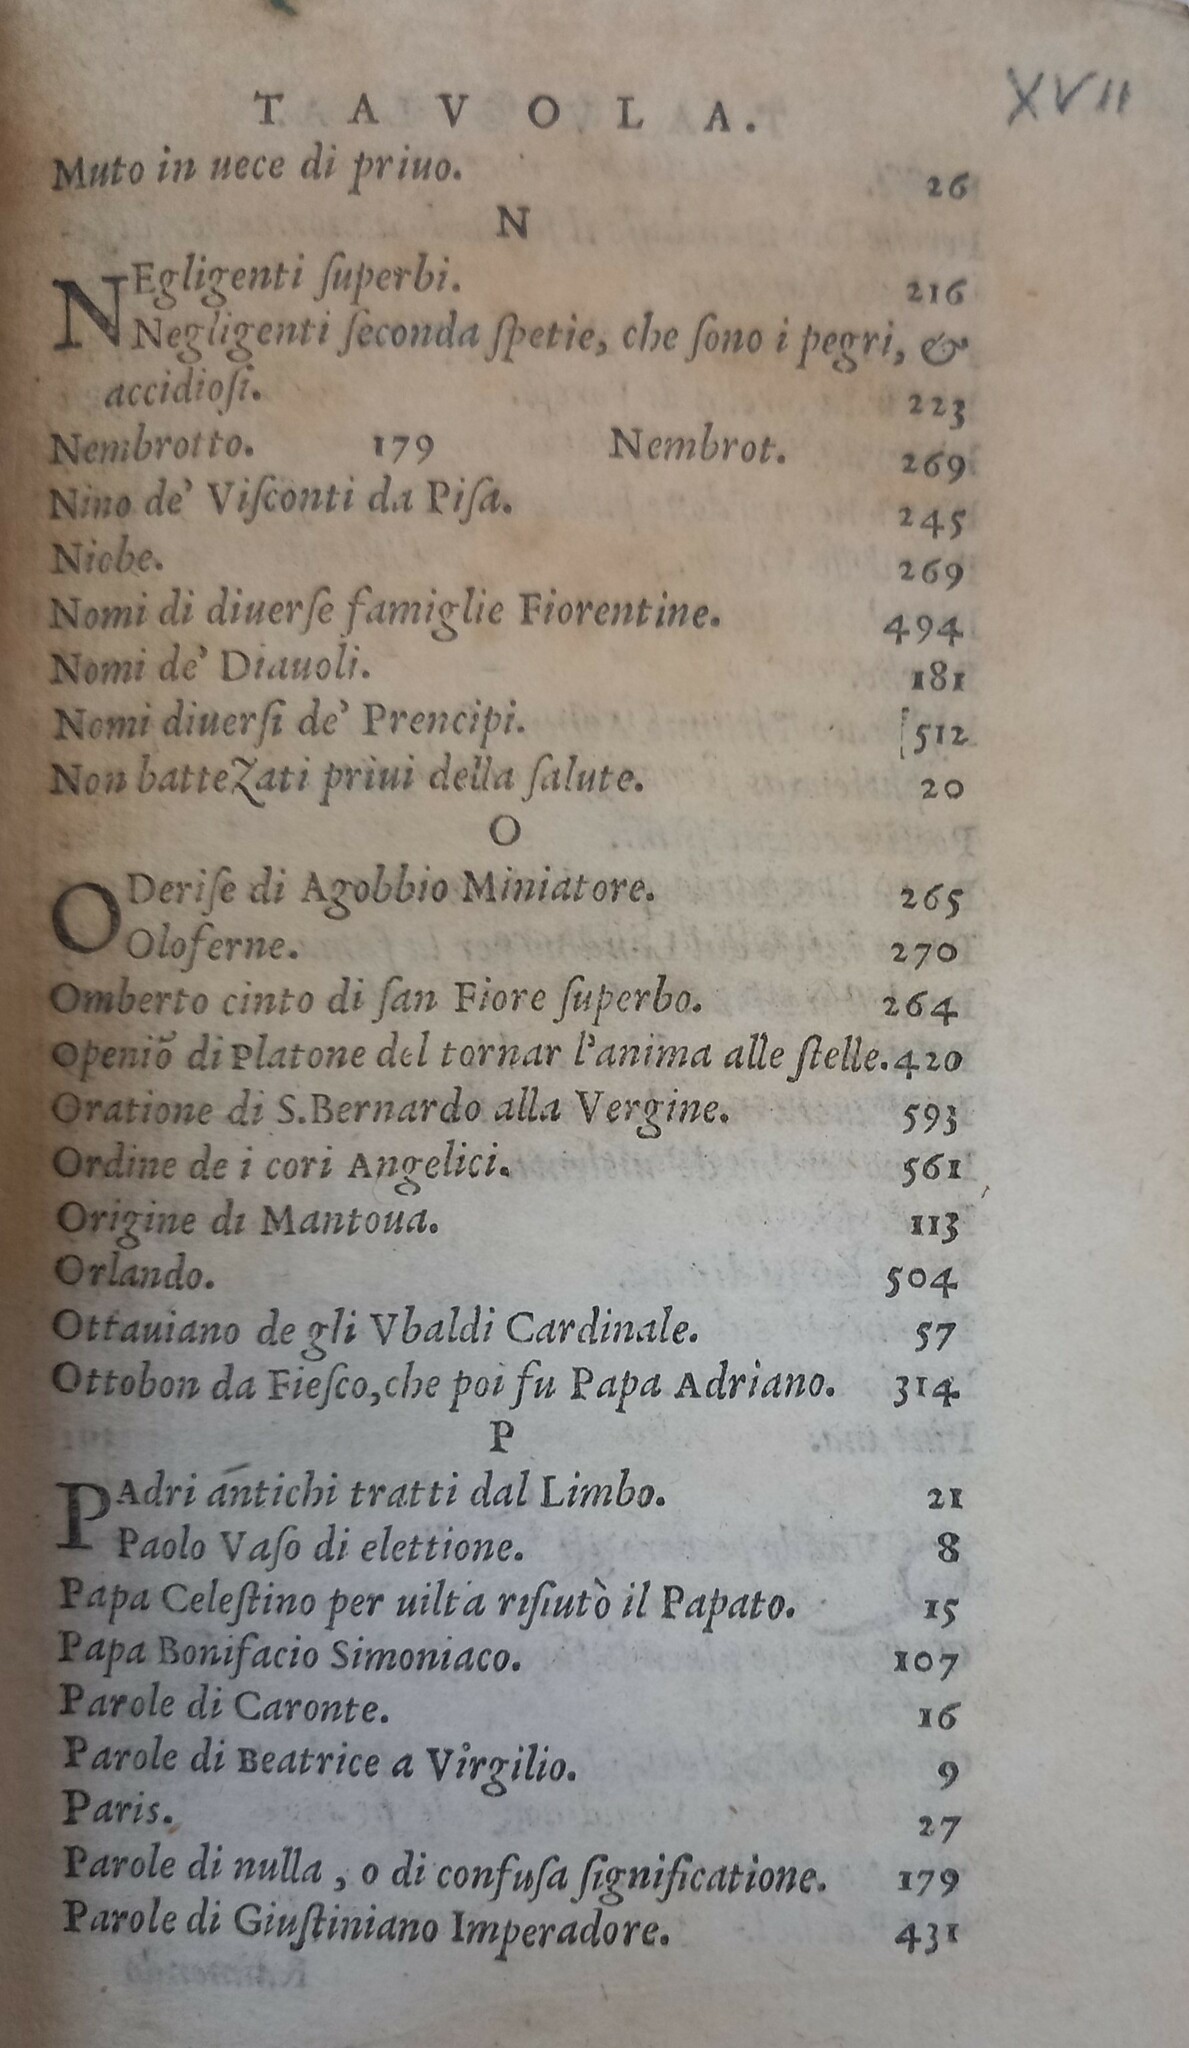 XVII
TAVOLA.
Muto in uece di priuo. 26
N
NEgligenti ſuperbi. 216
Negligenti ſeconda ſpetie, che ſono i pegri, &
accidioſi. 223
Nembrotto. 179 Nembrot. 269
Nino de' Viſconti da Piſa. 245
Niobe. 269
Nomi di diuerſe famiglie Fiorentine. 494
Nomi de' Diauoli. 181
Nomi diuerſi de' Prencipi. 512
Non batteZati priui della ſalute. 20
O
ODeriſe di Agobbio Miniatore. 265
Oloferne. 270
Omberto cinto di ſan Fiore ſuperbo. 264
Openiõ di Platone del tornar l'anima alle ſtelle. 420
Oratione di S.Bernardo alla Vergine. 593
Ordine de i cori Angelici. 561
Origine di Mantoua. 113
Orlando. 504
Ottauiano de gli Vbaldi Cardinale. 57
Ottobon da Fieſco,che poi fu Papa Adriano. 314
P
PAdri antichi tratti dal Limbo. 21
Paolo Vaſo di elettione. 8
Papa Celeſtino per uilta rifiutò il Papato. 15
Papa Bonifacio Simoniaco. 107
Parole di Caronte. 16
Parole di Beatrice a Virgilio. 9
Paris. 27
Parole di nulla, o di confuſa ſignificatione. 179
Parole di Giuſtiniano Imperadore. 431